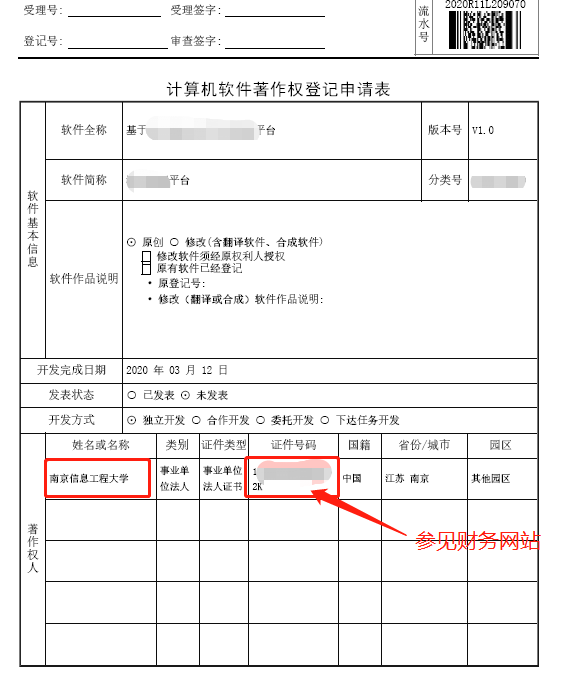 受理号: 受理签字:
登记号: 审查签字:
流水号
2020R11L209070
计算机软件著作权登记申请表
软件基本信息
软件全称 基于 平台 版本号 V1.0
软件简称 平台 分类号
软件作品说明
⊙ 原创 ○ 修改(含翻译软件、合成软件)
□ 修改软件须经原权利人授权
□ 原有软件已经登记
• 原登记号:
• 修改（翻译或合成）软件作品说明:
开发完成日期 2020 年 03 月 12 日
发表状态 ○ 已发表 ⊙ 未发表
开发方式 ⊙ 独立开发 ○ 合作开发 ○ 委托开发 ○ 下达任务开发
著作权人
姓名或名称 类别 证件类型 证件号码 国籍 省份/城市 园区
南京信息工程大学 事业单位法人 事业单位法人证书 1 2K 中国 江苏 南京 其他园区
参见财务网站